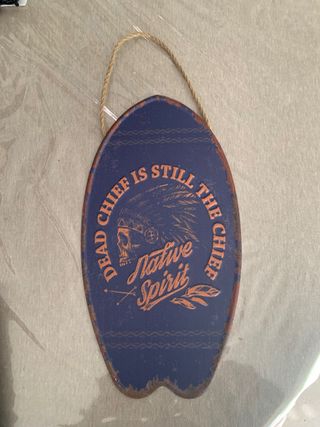 DEAD CHIEF IS STILL THE CHIEF
Native
Spirit